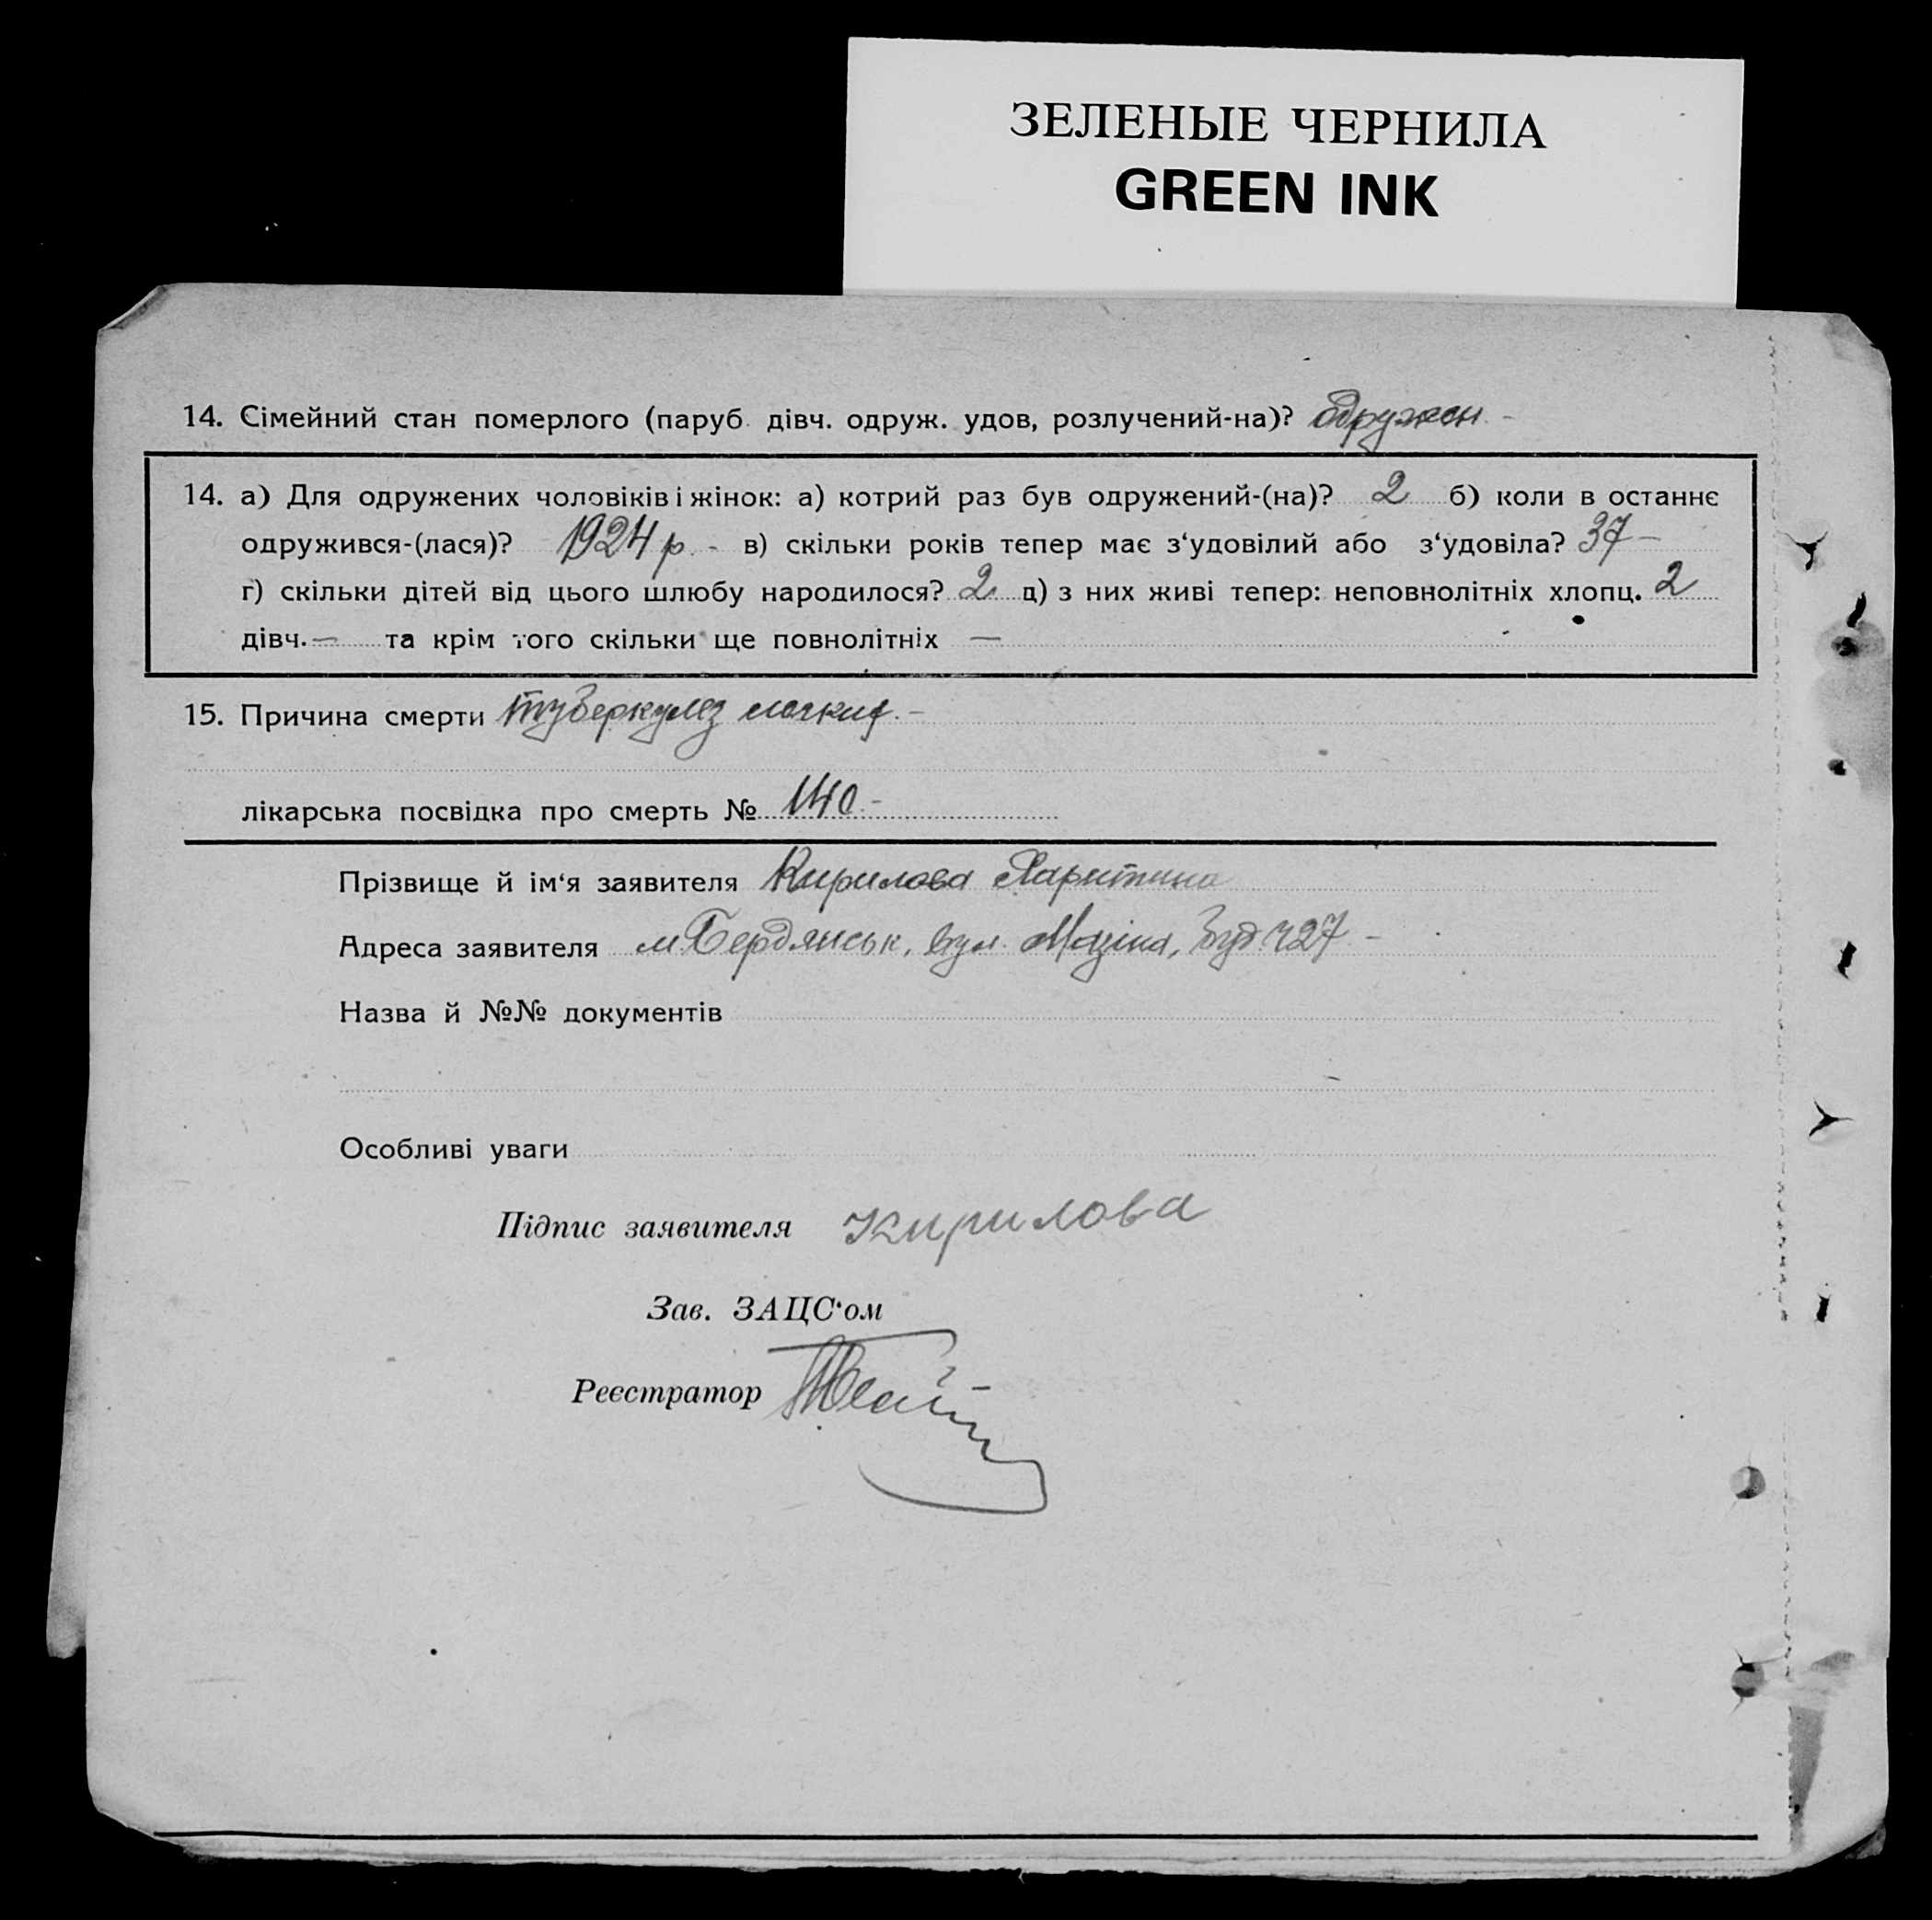 ЗЕЛЕНЫЕ ЧЕРНИЛА
GREEN INK
14. Сімейний стан померлого (паруб. дівч. одруж. удов, розлучений-на)? одружен -
14. а) Для одружених чоловіків і жінок: а) котрий раз був одружений-(на)? 2 б) коли в останнє
одружився-(лася)? 1924 р. - в) скільки років тепер має з‘удовілий або з‘удовіла? 37 -
г) скільки дітей від цього шлюбу народилося? 2 д) з них живі тепер: неповнолітніх хлопц. 2
дівч. — та крім того скільки ще повнолітніх —
15. Причина смерти туберкулез -
лікарська посвідка про смерть № 140 -
Прізвище й ім‘я заявителя Кирилова Харитина
Адреса заявителя м. Бердянськ, вул. Мазіна, буд. ч 27 -
Назва й №№ документів
Особливі уваги
Підпис заявителя Кирилова
Зав. ЗАЦС‘ом
Реєстратор